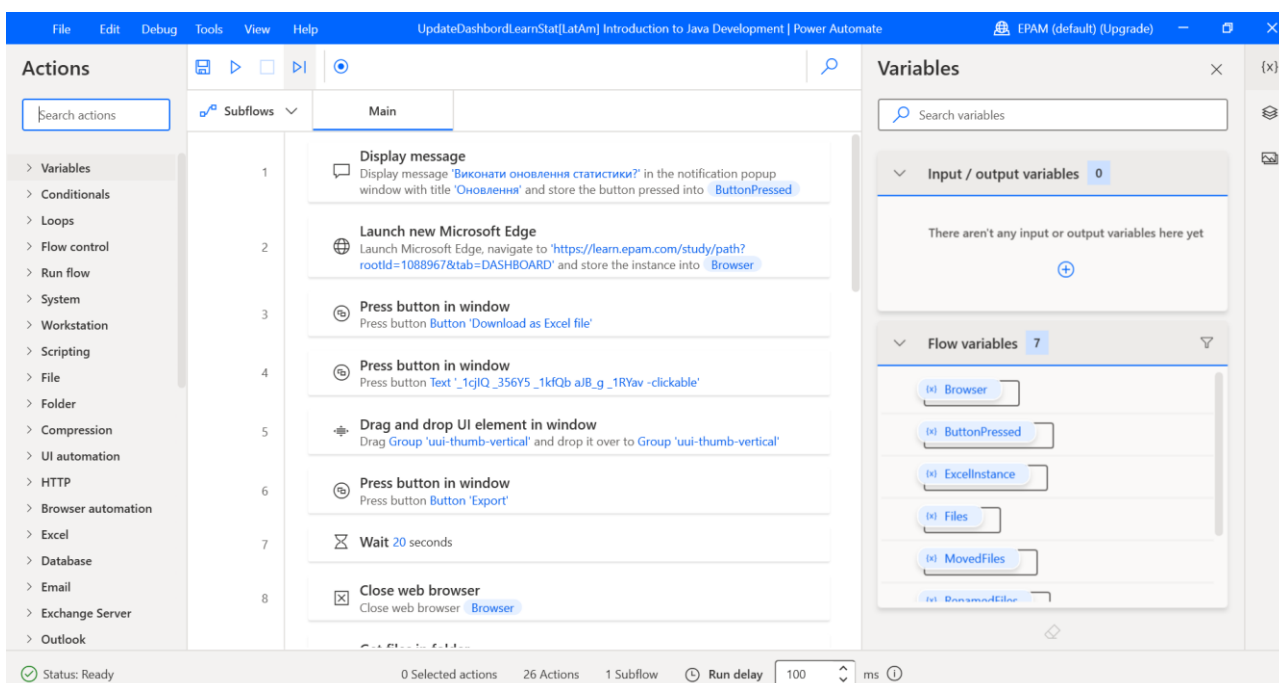 File Edit Debug Tools View Help UpdateDashbordLearnStat[LatAm] Introduction to Java Development | Power Automate EPAM (default) (Upgrade)
Actions
Search actions
Variables
Conditionals
Loops
Flow control
Run flow
System
Workstation
Scripting
File
Folder
Compression
UI automation
HTTP
Browser automation
Excel
Database
Email
Exchange Server
Outlook
Subflows Main
1 Display message
Display message 'Виконати оновлення статистики?' in the notification popup
window with title 'Оновлення' and store the button pressed into ButtonPressed
2 Launch new Microsoft Edge
Launch Microsoft Edge, navigate to 'https://learn.epam.com/study/path?
rootId=1088967&tab=DASHBOARD' and store the instance into Browser
3 Press button in window
Press button Button 'Download as Excel file'
4 Press button in window
Press button Text '_1cjIQ _356Y5 _1kfQb aJB_g _1RYav -clickable'
5 Drag and drop UI element in window
Drag Group 'uui-thumb-vertical' and drop it over to Group 'uui-thumb-vertical'
6 Press button in window
Press button Button 'Export'
7 Wait 20 seconds
8 Close web browser
Close web browser Browser
Variables
{x}
Search variables
Input / output variables 0
There aren't any input or output variables here yet
Flow variables 7
{x} Browser
{x} ButtonPressed
{x} ExcelInstance
{x} Files
{x} MovedFiles
Status: Ready 0 Selected actions 26 Actions 1 Subflow Run delay 100 ms